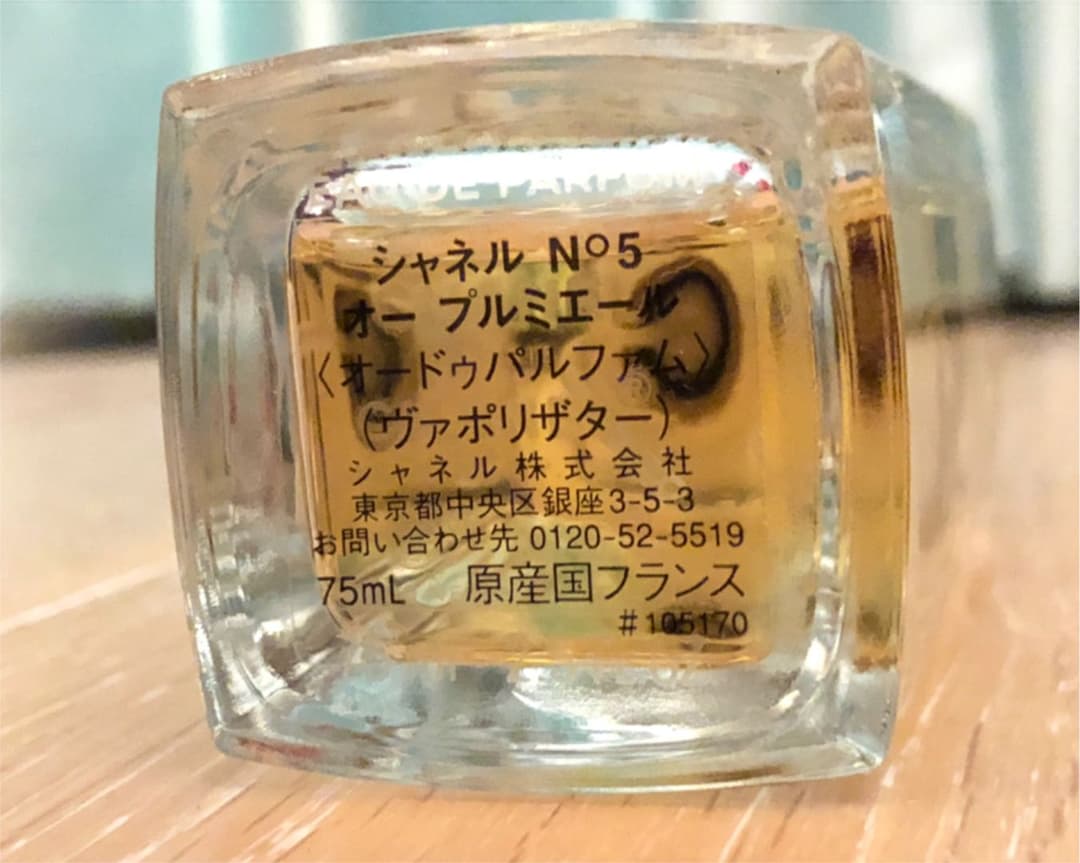 EAU DE PARFUM
シャネル N°5
オー プルミエール
〈オードゥパルファム〉
(ヴァポリザター)
シャネル株式会社
東京都中央区銀座3-5-3
お問い合わせ先 0120-52-5519
75mL 原産国フランス
#105170